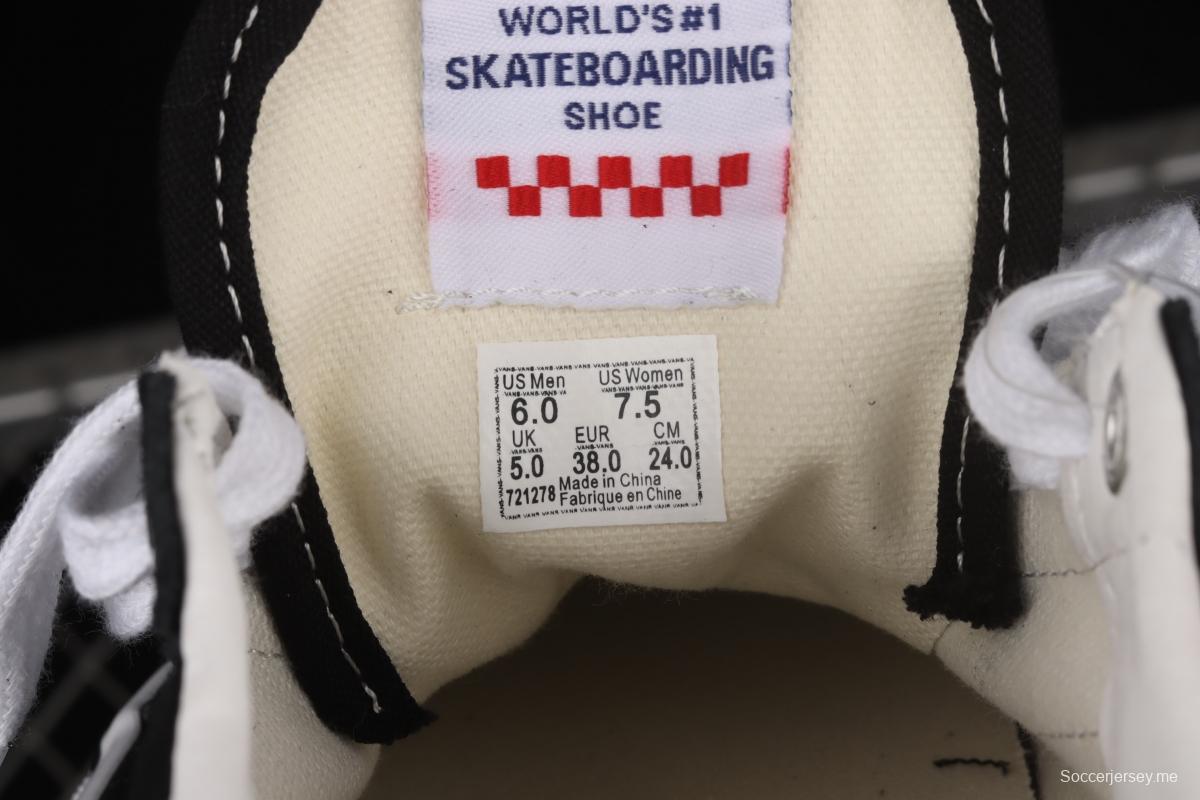 WORLD'S #1
SKATEBOARDING
SHOE
US Men US Women
6.0 7.5
UK EUR CM
5.0 38.0 24.0
Made in China
721278 Fabrique en Chine
Soccerjersey.me